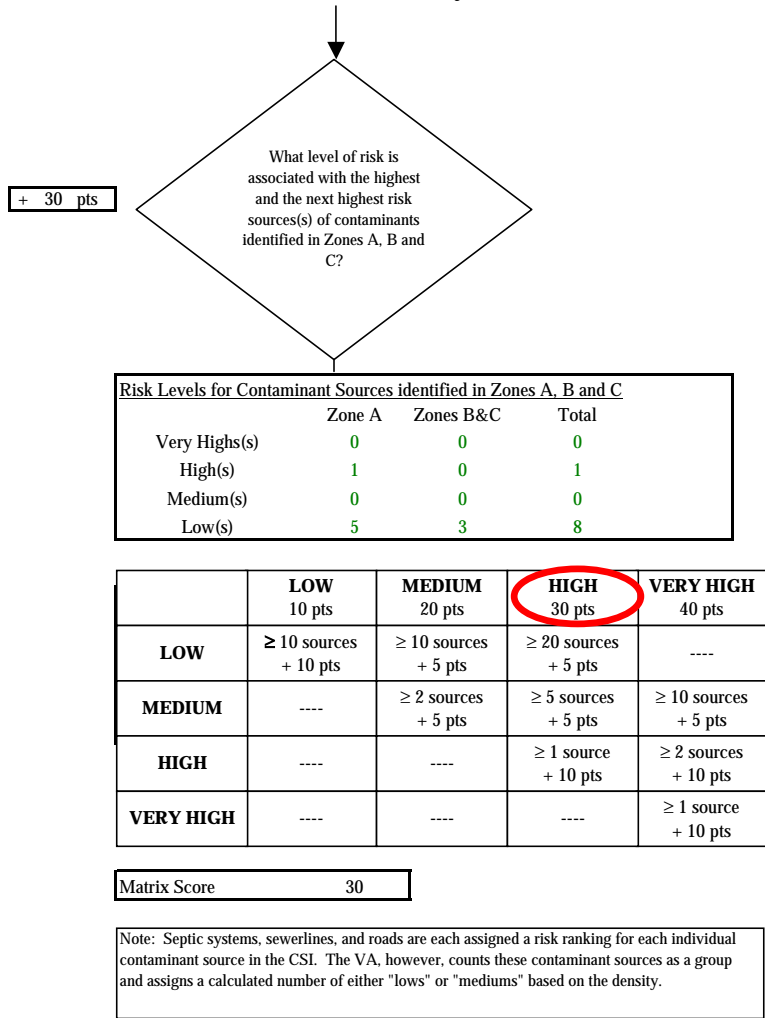 What level of risk is
associated with the highest
and the next highest risk
sources(s) of contaminants
identified in Zones A, B and
C?
+ 30 pts
Risk Levels for Contaminant Sources identified in Zones A, B and C
Zone A Zones B&C Total
Very Highs(s) 0 0 0
High(s) 1 0 1
Medium(s) 0 0 0
Low(s) 5 3 8
LOW MEDIUM HIGH VERY HIGH
10 pts 20 pts 30 pts 40 pts
LOW ≥ 10 sources ≥ 10 sources ≥ 20 sources ----
+ 10 pts + 5 pts + 5 pts
MEDIUM ---- ≥ 2 sources ≥ 5 sources ≥ 10 sources
+ 5 pts + 5 pts + 5 pts
HIGH ---- ---- ≥ 1 source ≥ 2 sources
+ 10 pts + 10 pts
VERY HIGH ---- ---- ---- ≥ 1 source
+ 10 pts
Matrix Score 30
Note: Septic systems, sewerlines, and roads are each assigned a risk ranking for each individual
contaminant source in the CSI. The VA, however, counts these contaminant sources as a group
and assigns a calculated number of either "lows" or "mediums" based on the density.